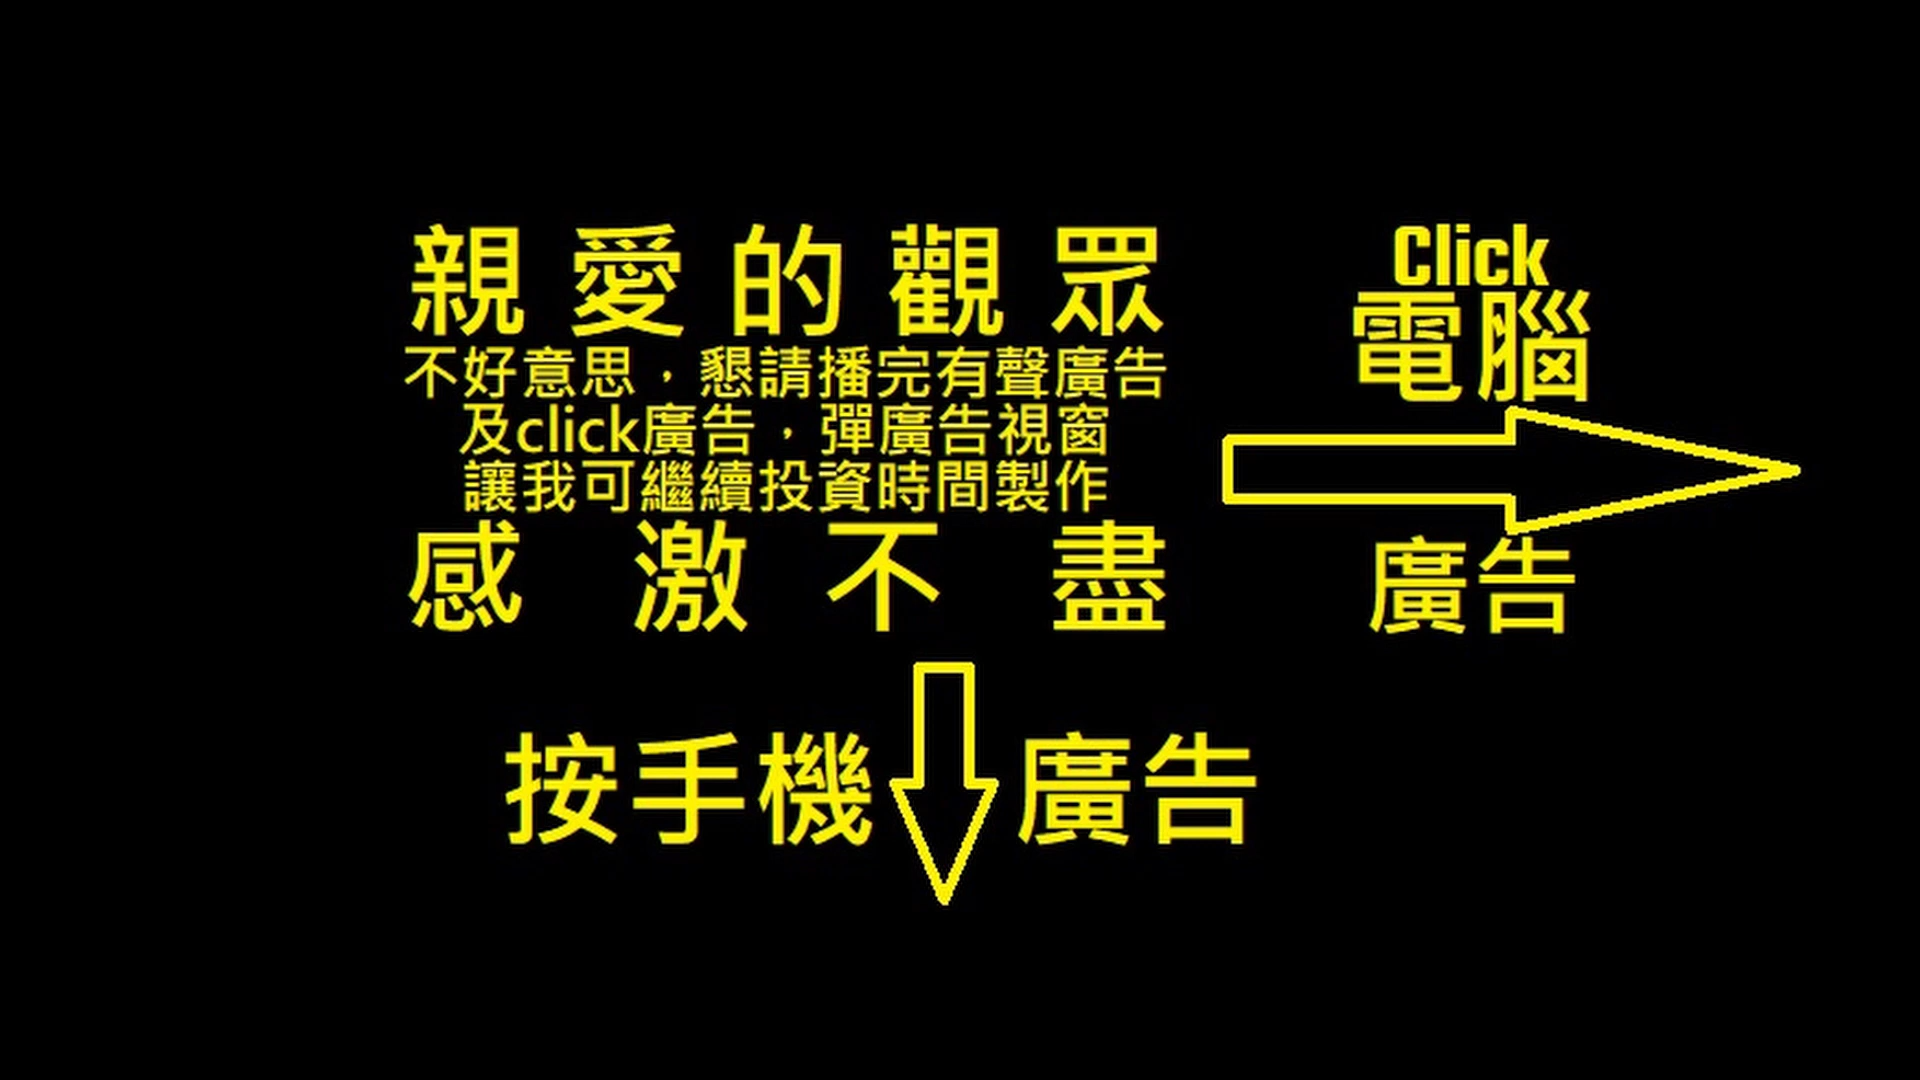 親愛的觀眾
不好意思，懇請播完有聲廣告
及click廣告，彈廣告視窗
讓我可繼續投資時間製作
感激不盡
Click
電腦
廣告
按手機 廣告